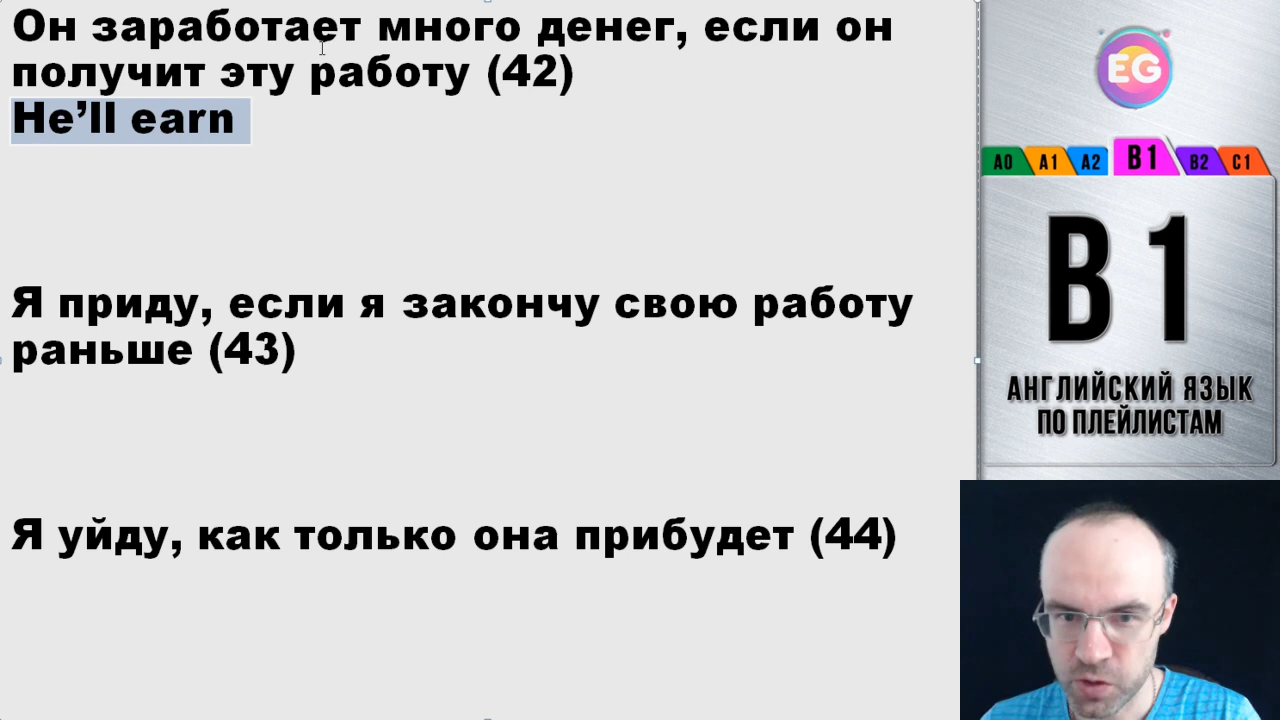 Он заработает много денег, если он
получит эту работу (42)
He’ll earn
Я приду, если я закончу свою работу
раньше (43)
Я уйду, как только она прибудет (44)
EG
A0 A1 A2 B1 B2 C1
B1
АНГЛИЙСКИЙ ЯЗЫК
ПО ПЛЕЙЛИСТАМ